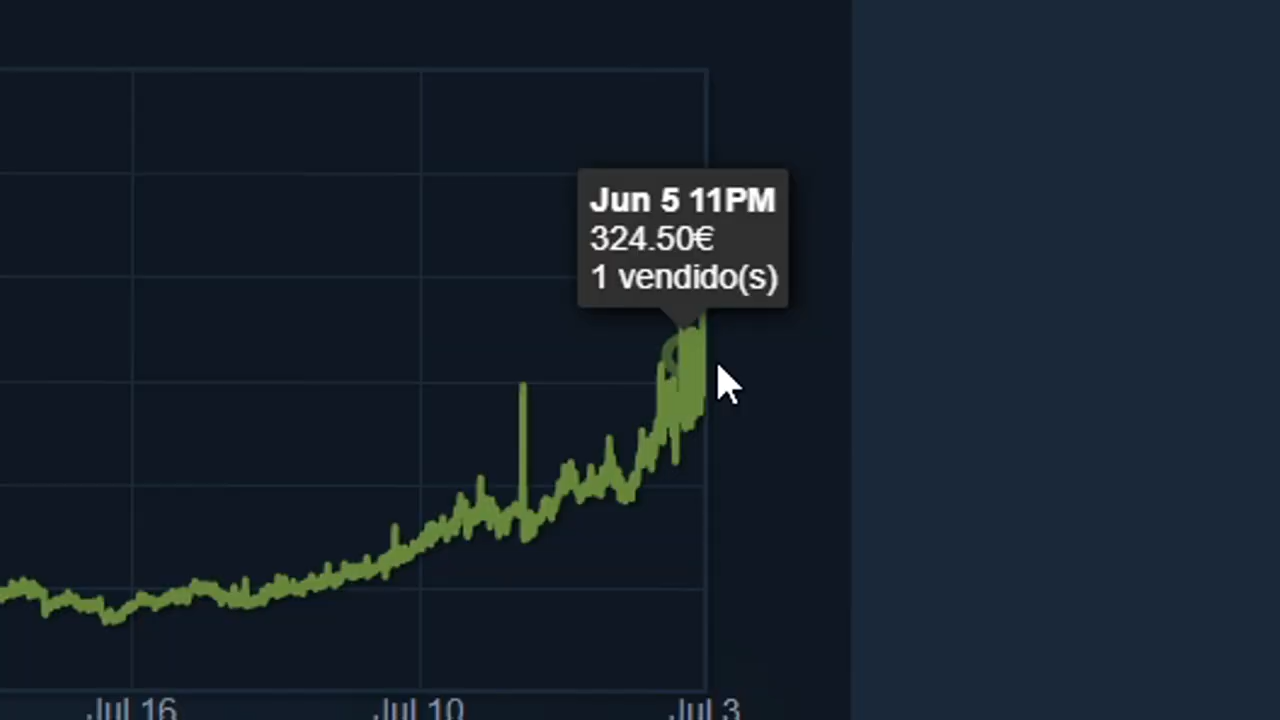 Jun 5 11PM
324.50€
1 vendido(s)
Jul 16
Jul 10
Jul 3